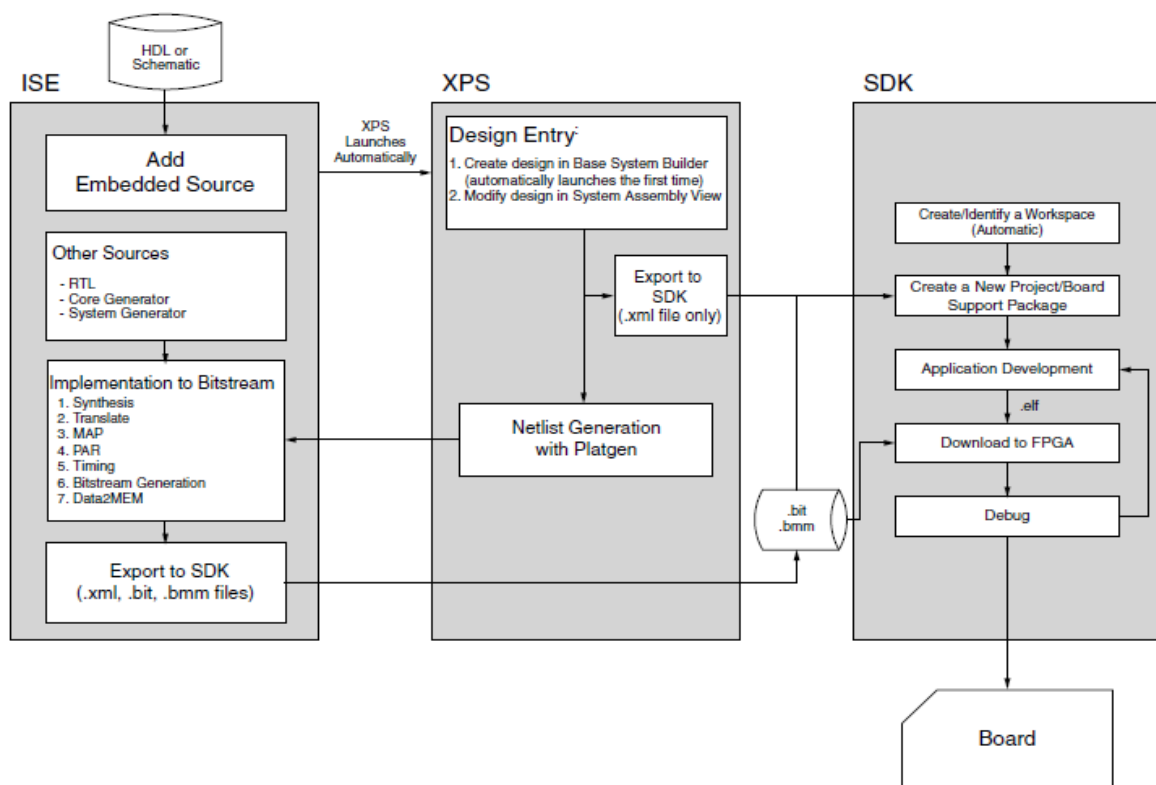 HDL or
Schematic
ISE
Add
Embedded Source
Other Sources
- RTL
- Core Generator
- System Generator
Implementation to Bitstream
1. Synthesis
2. Translate
3. MAP
4. PAR
5. Timing
6. Bitstream Generation
7. Data2MEM
Export to SDK
(.xml, .bit, .bmm files)
XPS
Launches
Automatically
XPS
Design Entry:
1. Create design in Base System Builder
(automatically launches the first time)
2. Modify design in System Assembly View
Export to
SDK
(.xml file only)
Netlist Generation
with Platgen
.bit
.bmm
SDK
Create/Identify a Workspace
(Automatic)
Create a New Project/Board
Support Package
Application Development
.elf
Download to FPGA
Debug
Board